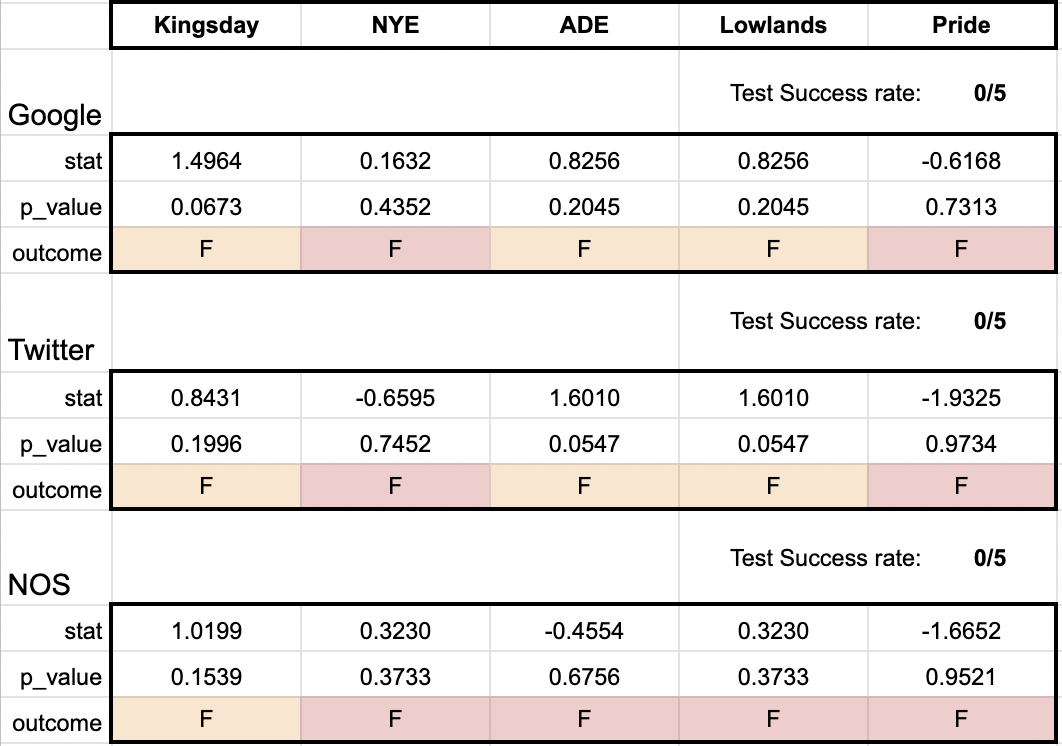 Kingsday NYE ADE Lowlands Pride
Test Success rate: 0/5
Google
stat 1.4964 0.1632 0.8256 0.8256 -0.6168
p_value 0.0673 0.4352 0.2045 0.2045 0.7313
outcome F F F F F
Test Success rate: 0/5
Twitter
stat 0.8431 -0.6595 1.6010 1.6010 -1.9325
p_value 0.1996 0.7452 0.0547 0.0547 0.9734
outcome F F F F F
Test Success rate: 0/5
NOS
stat 1.0199 0.3230 -0.4554 0.3230 -1.6652
p_value 0.1539 0.3733 0.6756 0.3733 0.9521
outcome F F F F F